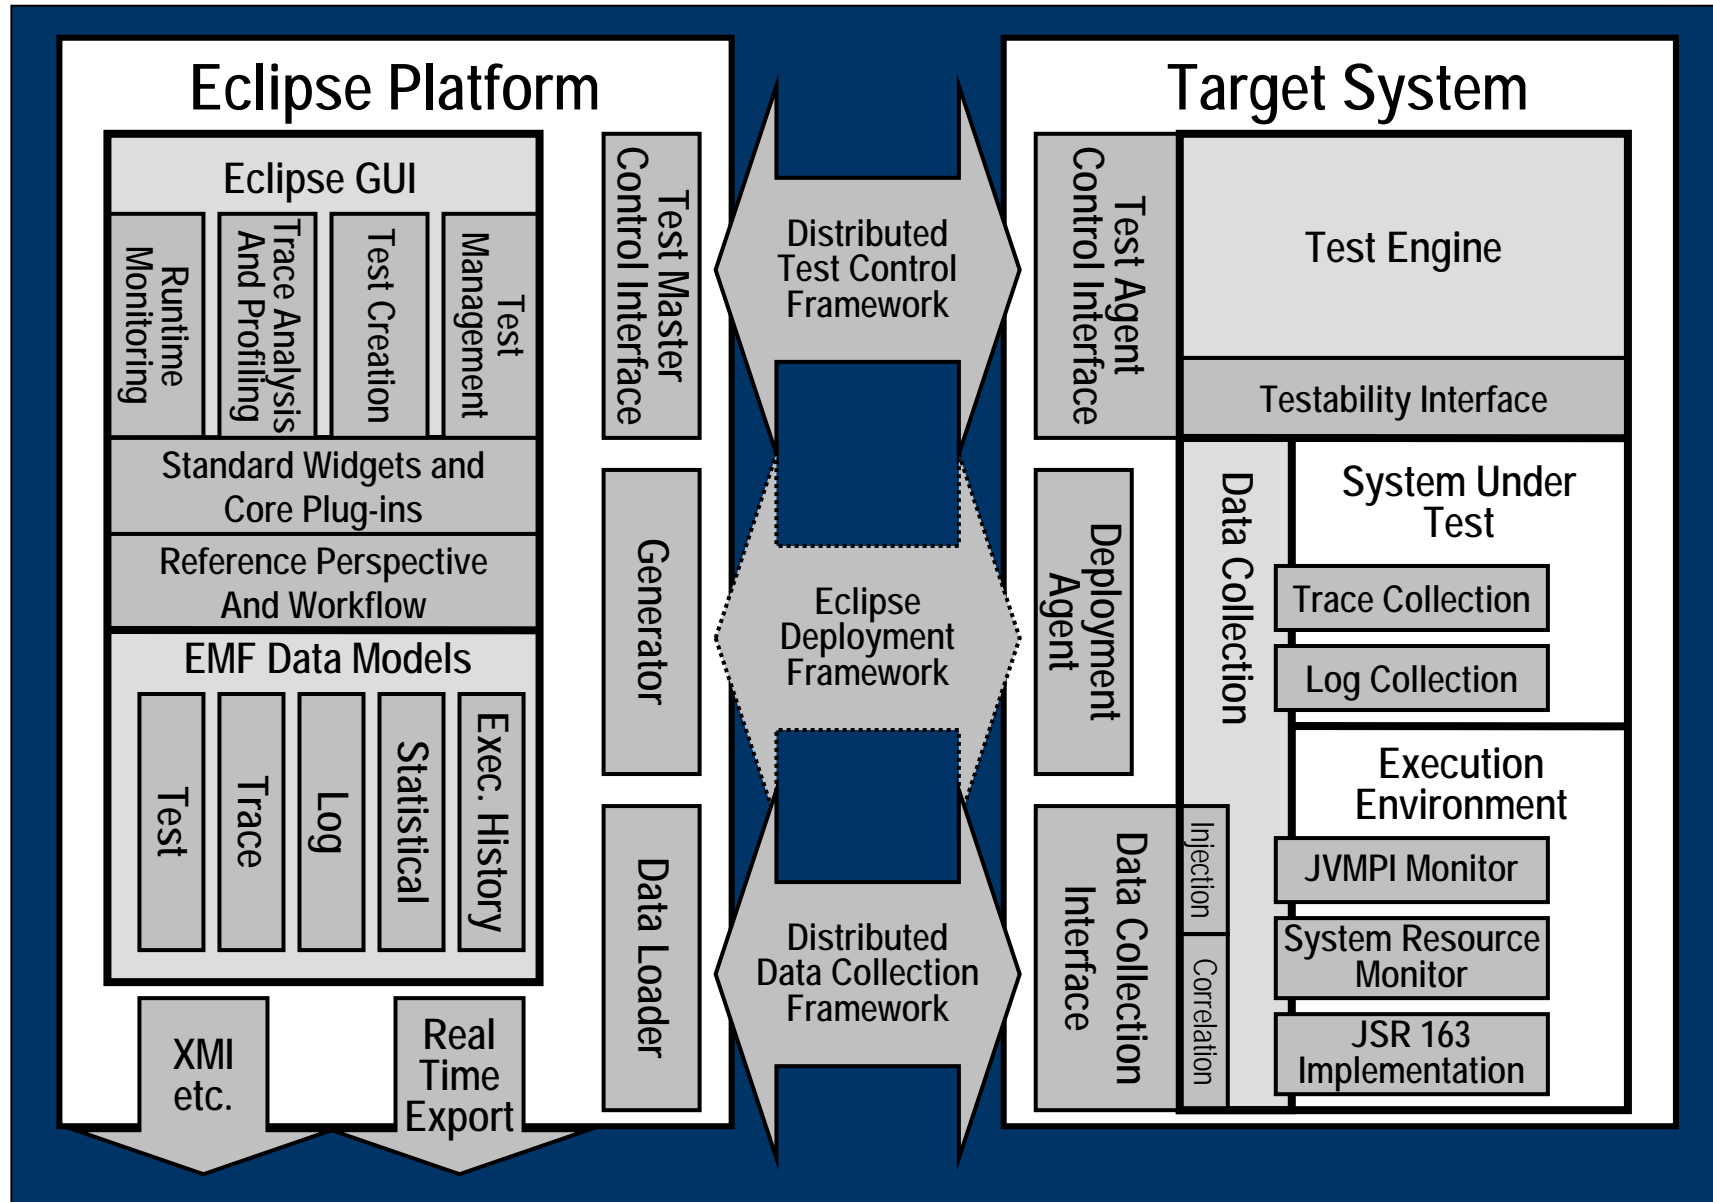 Eclipse Platform
Eclipse GUI
Runtime
Monitoring
Trace Analysis
And Profiling
Test Creation
Test
Management
Standard Widgets and
Core Plug-ins
Reference Perspective
And Workflow
EMF Data Models
Test
Trace
Log
Statistical
Exec. History
XMI
etc.
Real
Time
Export
Test Master
Control Interface
Generator
Data Loader
Distributed
Test Control
Framework
Eclipse
Deployment
Framework
Distributed
Data Collection
Framework
Target System
Test Agent
Control Interface
Deployment
Agent
Data Collection
Interface
Test Engine
Testability Interface
Data Collection
Injection
Correlation
System Under
Test
Trace Collection
Log Collection
Execution
Environment
JVMPI Monitor
System Resource
Monitor
JSR 163
Implementation